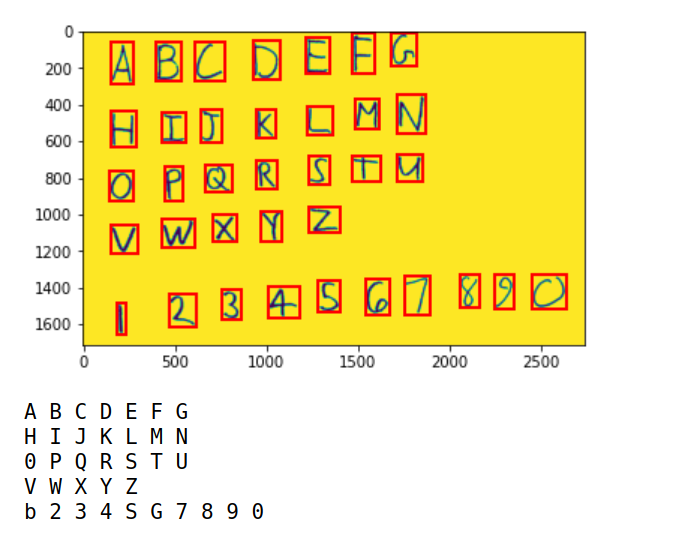 0
200
400
600
800
1000
1200
1400
1600
A B C D E F G
H I J K L M N
O P Q R S T U
V W X Y Z
1 2 3 4 5 6 7 8 9 0
0 500 1000 1500 2000 2500
A B C D E F G
H I J K L M N
0 P Q R S T U
V W X Y Z
b 2 3 4 S G 7 8 9 0